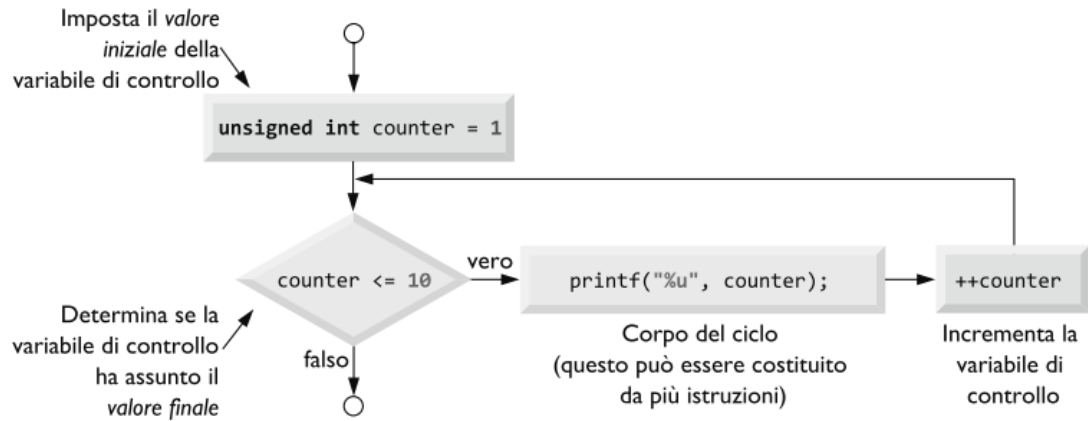 Imposta il valore
iniziale della
variabile di controllo
unsigned int counter = 1
counter <= 10
vero
printf("%u", counter);
++counter
Determina se la
variabile di controllo
ha assunto il
valore finale
falso
Corpo del ciclo
(questo può essere costituito
da più istruzioni)
Incrementa la
variabile di
controllo